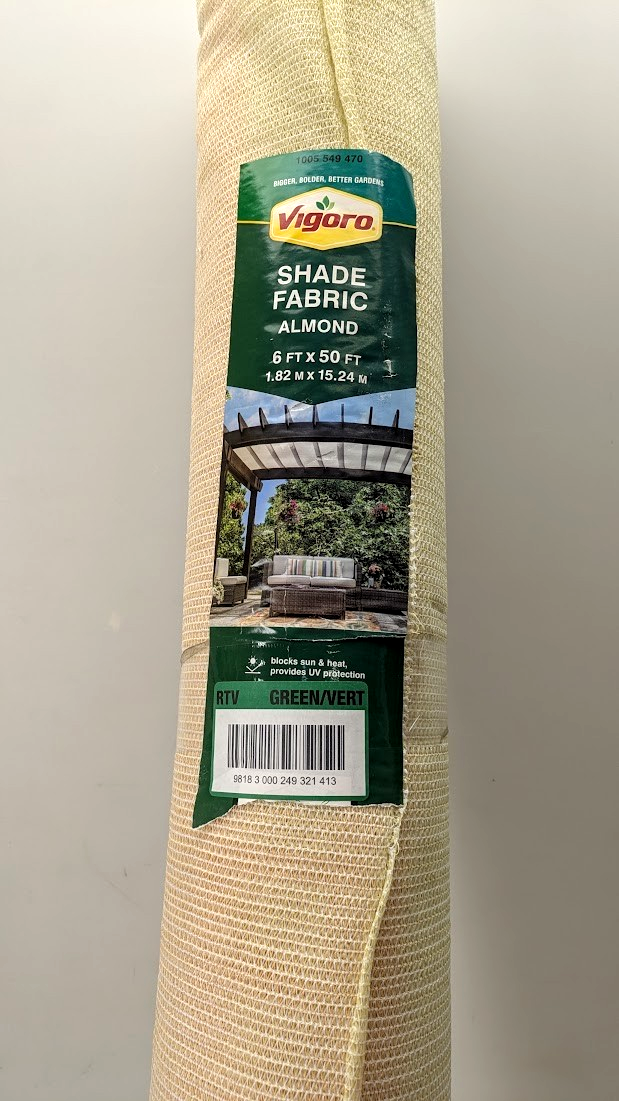 1005 549 470
BIGGER, BOLDER, BETTER GARDENS
Vigoro®
SHADE
FABRIC
ALMOND
6 FT X 50 FT
1.82 M X 15.24 M
blocks sun & heat,
provides UV protection
RTV GREEN/VERT
9818 3 000 249 321 413